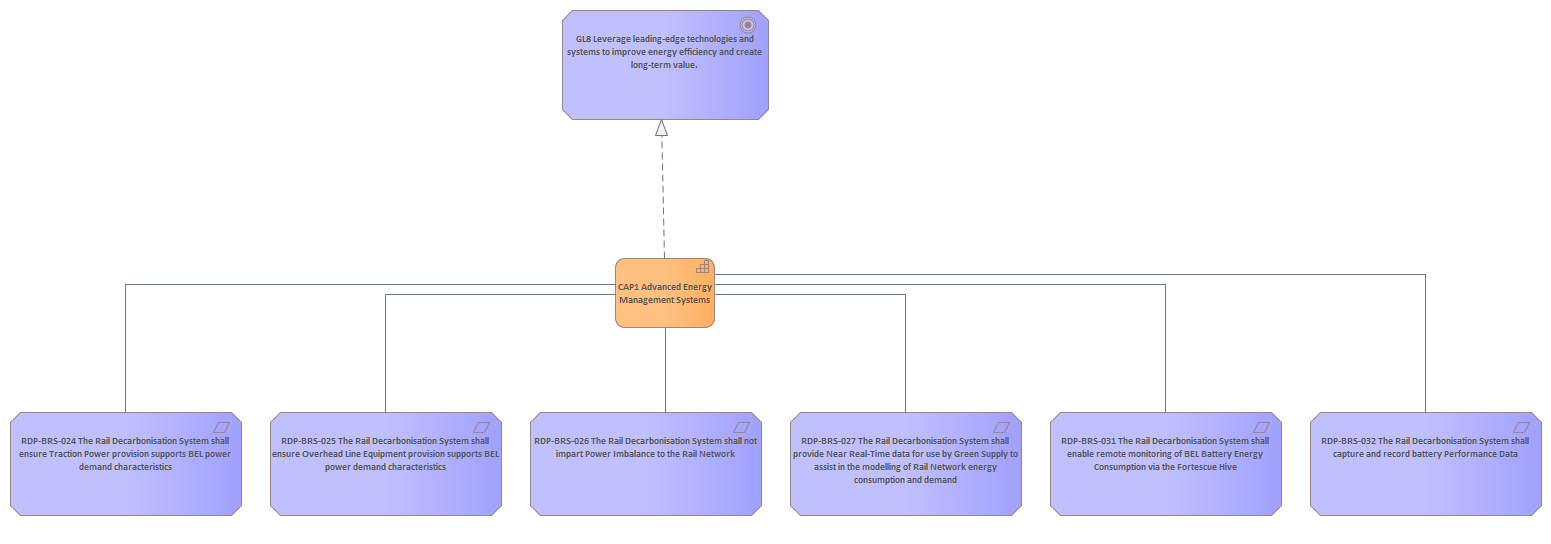 GL8 Leverage leading-edge technologies and
systems to improve energy efficiency and create
long-term value.
CAP1 Advanced Energy
Management Systems
RDP-BRS-024 The Rail Decarbonisation System shall
ensure Traction Power provision supports BEL power
demand characteristics
RDP-BRS-025 The Rail Decarbonisation System shall
ensure Overhead Line Equipment provision supports BEL
power demand characteristics
RDP-BRS-026 The Rail Decarbonisation System shall not
impart Power Imbalance to the Rail Network
RDP-BRS-027 The Rail Decarbonisation System shall
provide Near Real-Time data for use by Green Supply to
assist in the modelling of Rail Network energy
consumption and demand
RDP-BRS-031 The Rail Decarbonisation System shall
enable remote monitoring of BEL Battery Energy
Consumption via the Fortescue Hive
RDP-BRS-032 The Rail Decarbonisation System shall
capture and record battery Performance Data